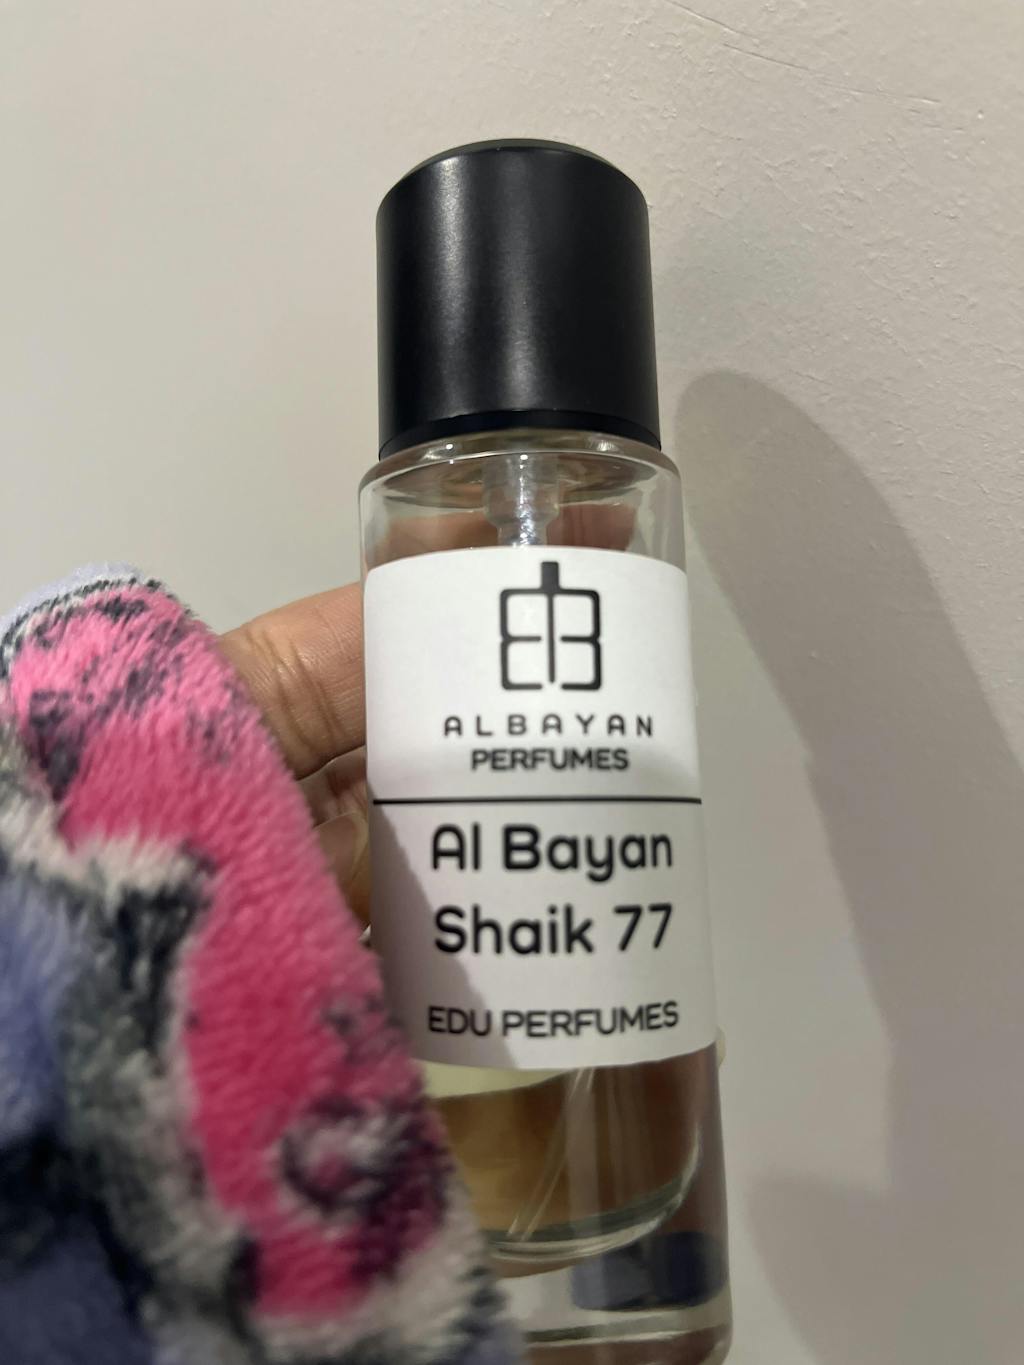 ALBAYAN
PERFUMES
Al Bayan
Shaik 77
EDU PERFUMES